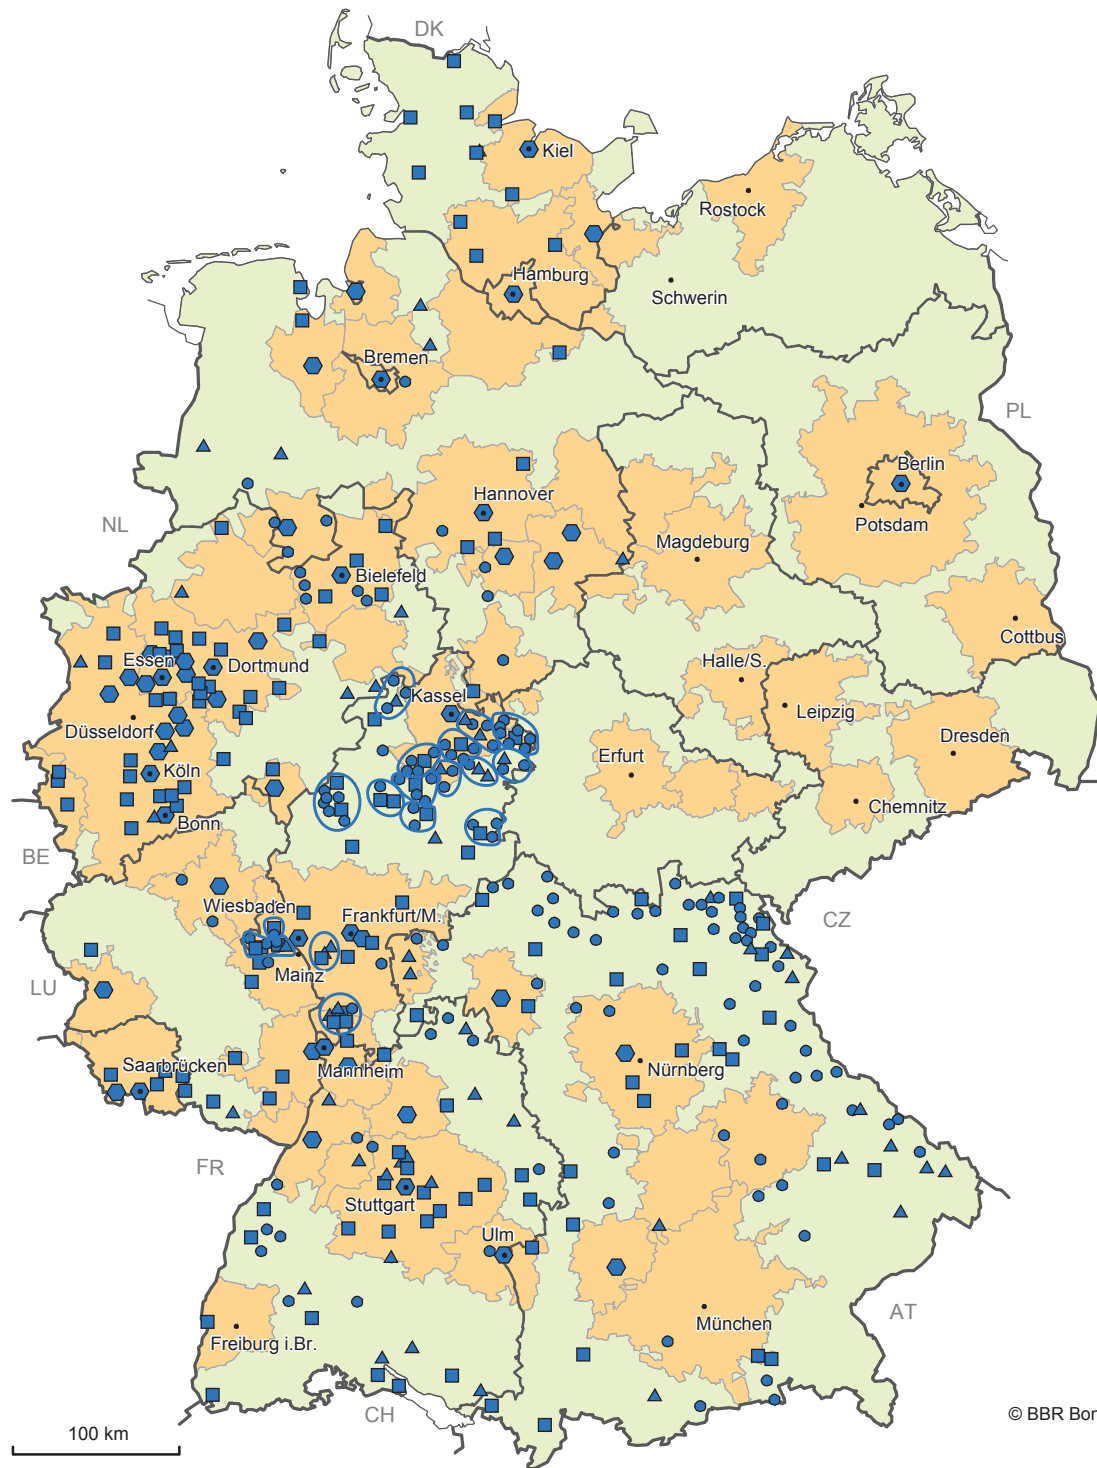 DK
Kiel
Rostock
Hamburg
Schwerin
Bremen
PL
Berlin
Hannover
Potsdam
NL
Magdeburg
Bielefeld
Cottbus
Essen
Dortmund
Halle/S.
Kassel
Leipzig
Düsseldorf
Dresden
Erfurt
Köln
Chemnitz
Bonn
BE
Wiesbaden
Frankfurt/M.
CZ
Mainz
LU
Saarbrücken
Mannheim
Nürnberg
FR
Stuttgart
Ulm
AT
München
Freiburg i.Br.
CH
© BBR Bon
100 km